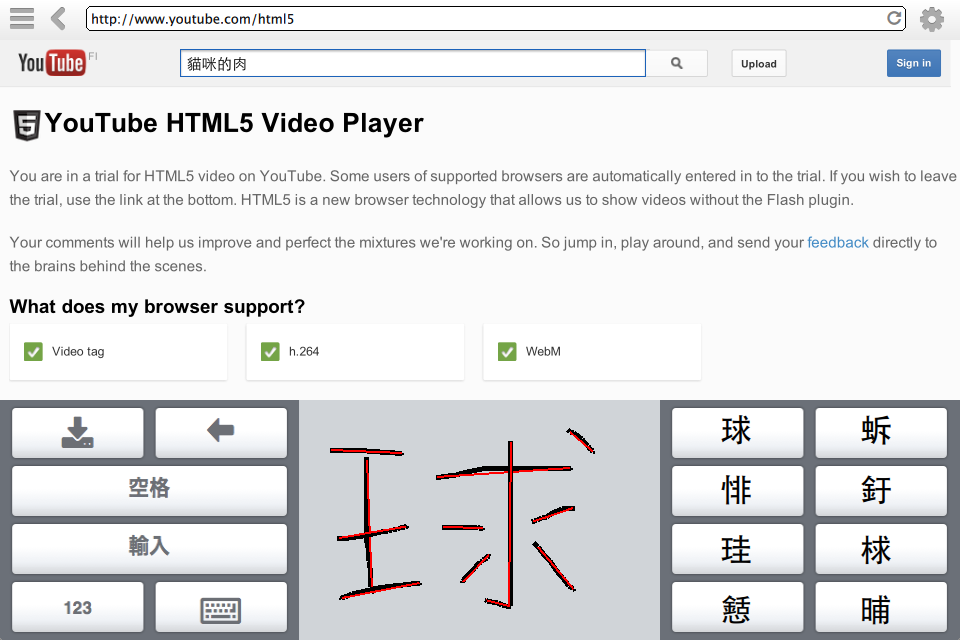 http://www.youtube.com/html5
YouTube FI
貓咪的肉
Upload
Sign in
YouTube HTML5 Video Player
You are in a trial for HTML5 video on YouTube. Some users of supported browsers are automatically entered in to the trial. If you wish to leave
the trial, use the link at the bottom. HTML5 is a new browser technology that allows us to show videos without the Flash plugin.
Your comments will help us improve and perfect the mixtures we're working on. So jump in, play around, and send your feedback directly to
the brains behind the scenes.
What does my browser support?
Video tag
h.264
WebM
空格
輸入
123
球
球 蚸
悱 釪
珪 梂
慦 晡